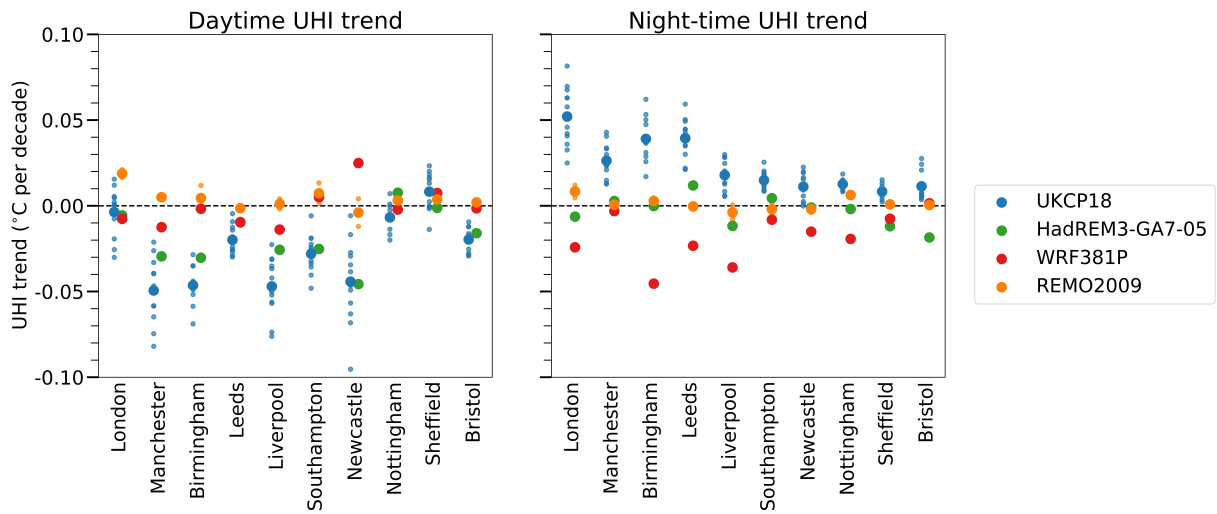 Daytime UHI trend
Night-time UHI trend
UHI trend (°C per decade)
0.10
0.05
0.00
-0.05
-0.10
London
Manchester
Birmingham
Leeds
Liverpool
Southampton
Newcastle
Nottingham
Sheffield
Bristol
London
Manchester
Birmingham
Leeds
Liverpool
Southampton
Newcastle
Nottingham
Sheffield
Bristol
UKCP18
HadREM3-GA7-05
WRF381P
REMO2009